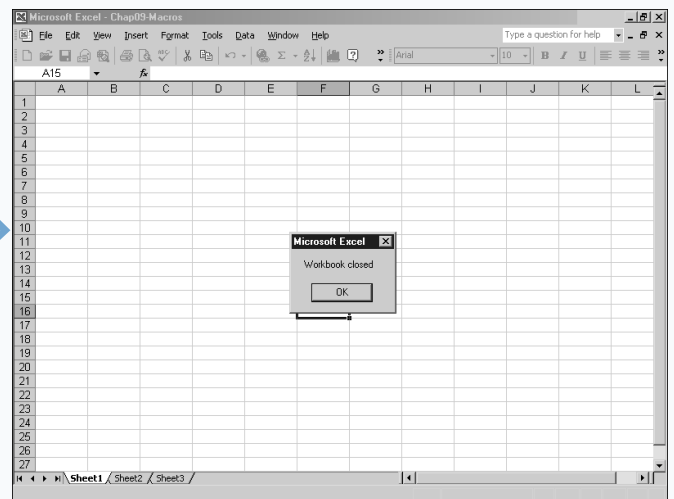 Microsoft Excel - Chap09-Macros
File Edit View Insert Format Tools Data Window Help
Type a question for help
Arial
10
B I U
A15
fx
A B C D E F G H I J K L
1
2
3
4
5
6
7
8
9
10
11
12
13
14
15
16
17
18
19
20
21
22
23
24
25
26
27
Microsoft Excel
Workbook closed
OK
Sheet1 Sheet2 Sheet3